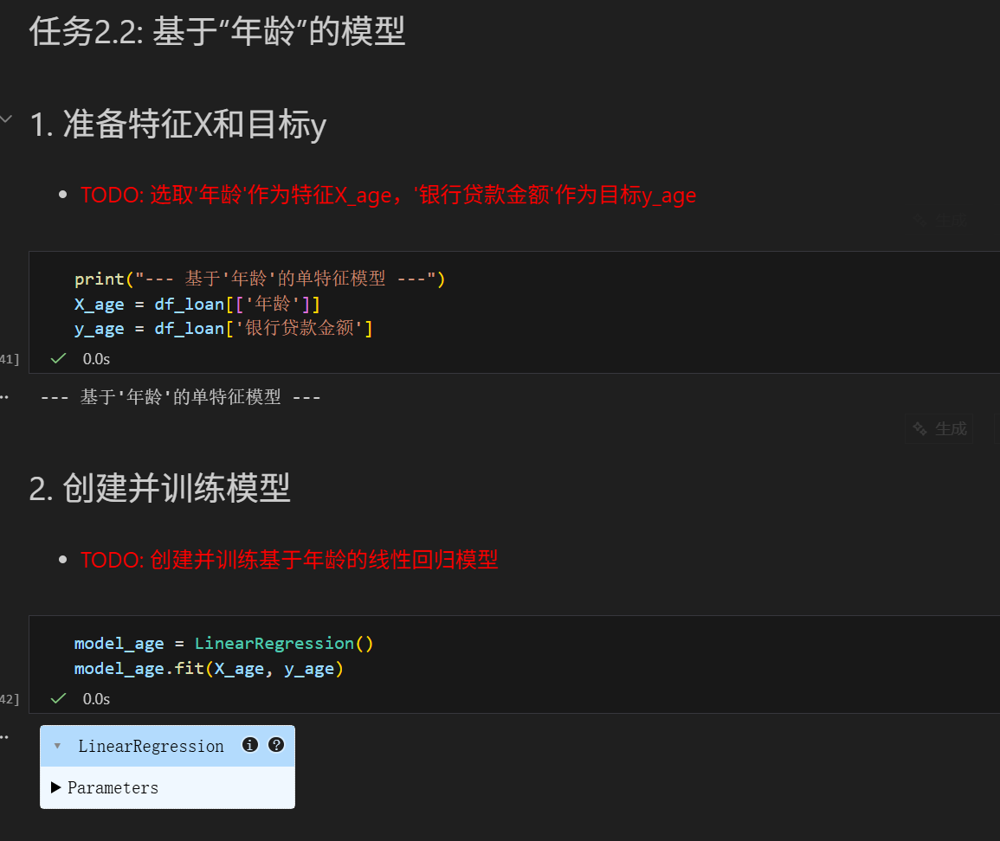 任务2.2: 基于“年龄”的模型
1. 准备特征X和目标y
TODO: 选取'年龄'作为特征X_age，'银行贷款金额'作为目标y_age
生成
print("--- 基于'年龄'的单特征模型 ---")
X_age = df_loan[['年龄']]
y_age = df_loan['银行贷款金额']
41]
0.0s
--- 基于'年龄'的单特征模型 ---
生成
2. 创建并训练模型
TODO: 创建并训练基于年龄的线性回归模型
model_age = LinearRegression()
model_age.fit(X_age, y_age)
42]
0.0s
LinearRegression i ?
Parameters